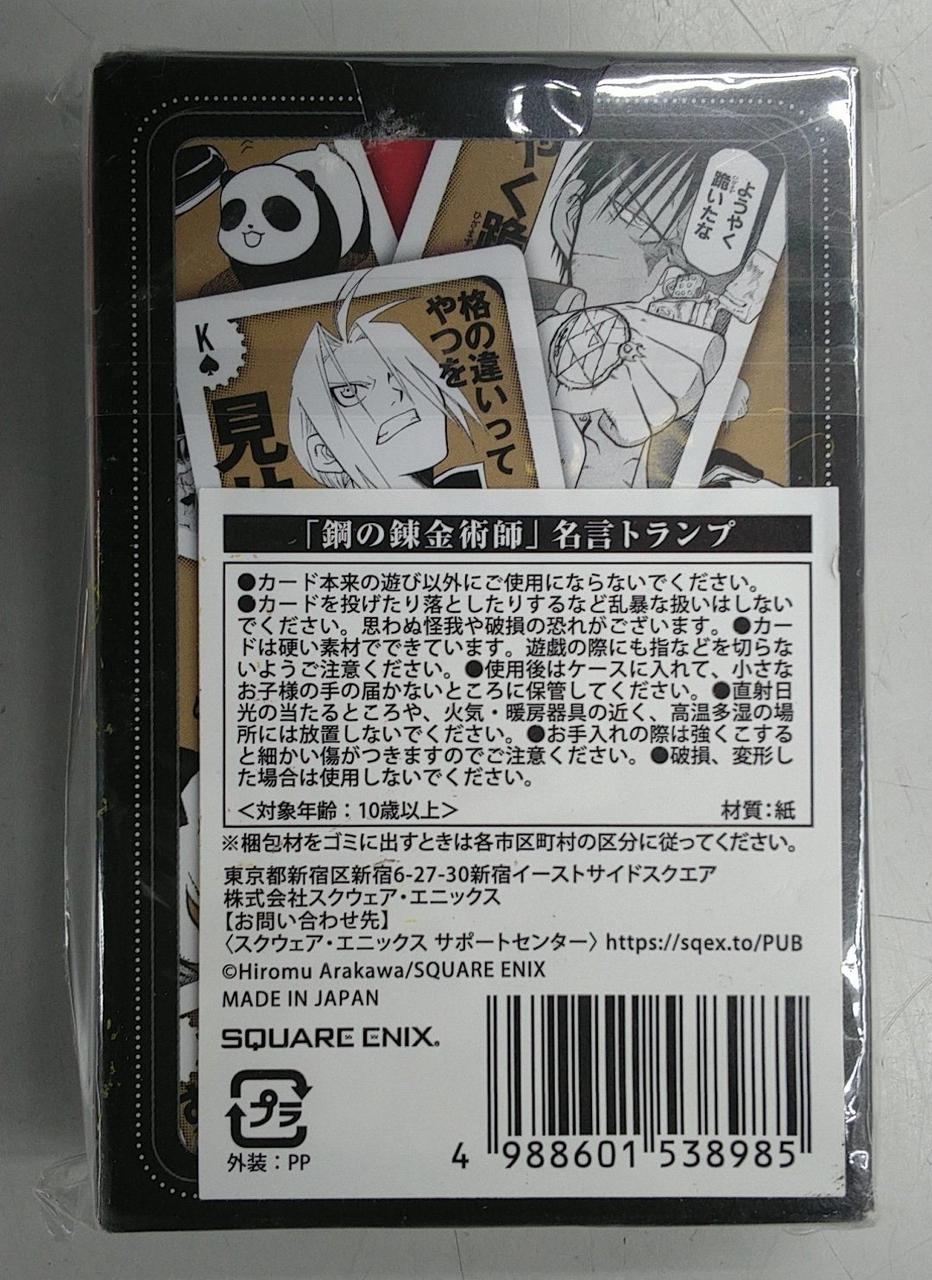 ようやく
跪いたな
ひざまず
く跪
K
格の違いって
やつを
見せ
「鋼の錬金術師」名言トランプ
●カード本来の遊び以外にご使用にならないでください。
●カードを投げたり落としたりするなど乱暴な扱いはしない
でください。思わぬ怪我や破損の恐れがございます。●カー
ドは硬い素材でできています。遊戯の際にも指などを切らな
いようご注意ください。●使用後はケースに入れて、小さな
お子様の手の届かないところに保管してください。●直射日
光の当たるところや、火気・暖房器具の近く、高温多湿の場
所には放置しないでください。●お手入れの際は強くこする
と細かい傷がつきますのでご注意ください。●破損、変形し
た場合は使用しないでください。
＜対象年齢：10歳以上＞ 材質：紙
※梱包材をゴミに出すときは各市区町村の区分に従ってください。
東京都新宿区新宿6-27-30新宿イーストサイドスクエア
株式会社スクウェア・エニックス
【お問い合わせ先】
〈スクウェア・エニックス サポートセンター〉https://sqex.to/PUB
©Hiromu Arakawa/SQUARE ENIX
MADE IN JAPAN
SQUARE ENIX®
プラ
外装：PP
4 988601 538985